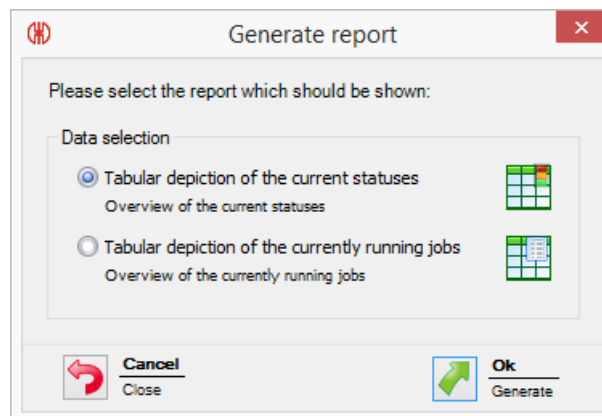 Generate report
Please select the report which should be shown:
Data selection
Tabular depiction of the current statuses
Overview of the current statuses
Tabular depiction of the currently running jobs
Overview of the currently running jobs
Cancel
Close
Ok
Generate